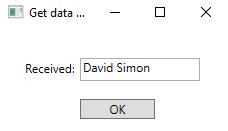 Get data ...
Received: David Simon
OK